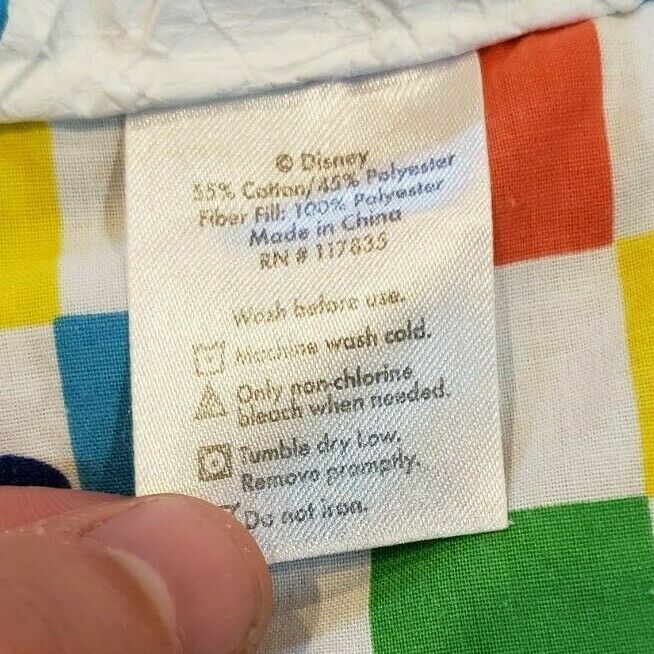 © Disney
55% Cotton/45% Polyester
Fiber Fill: 100% Polyester
Made in China
RN # 117835
Wash before use.
Machine wash cold.
Only non-chlorine
bleach when needed.
Tumble dry Low.
Remove promptly.
Do not iron.